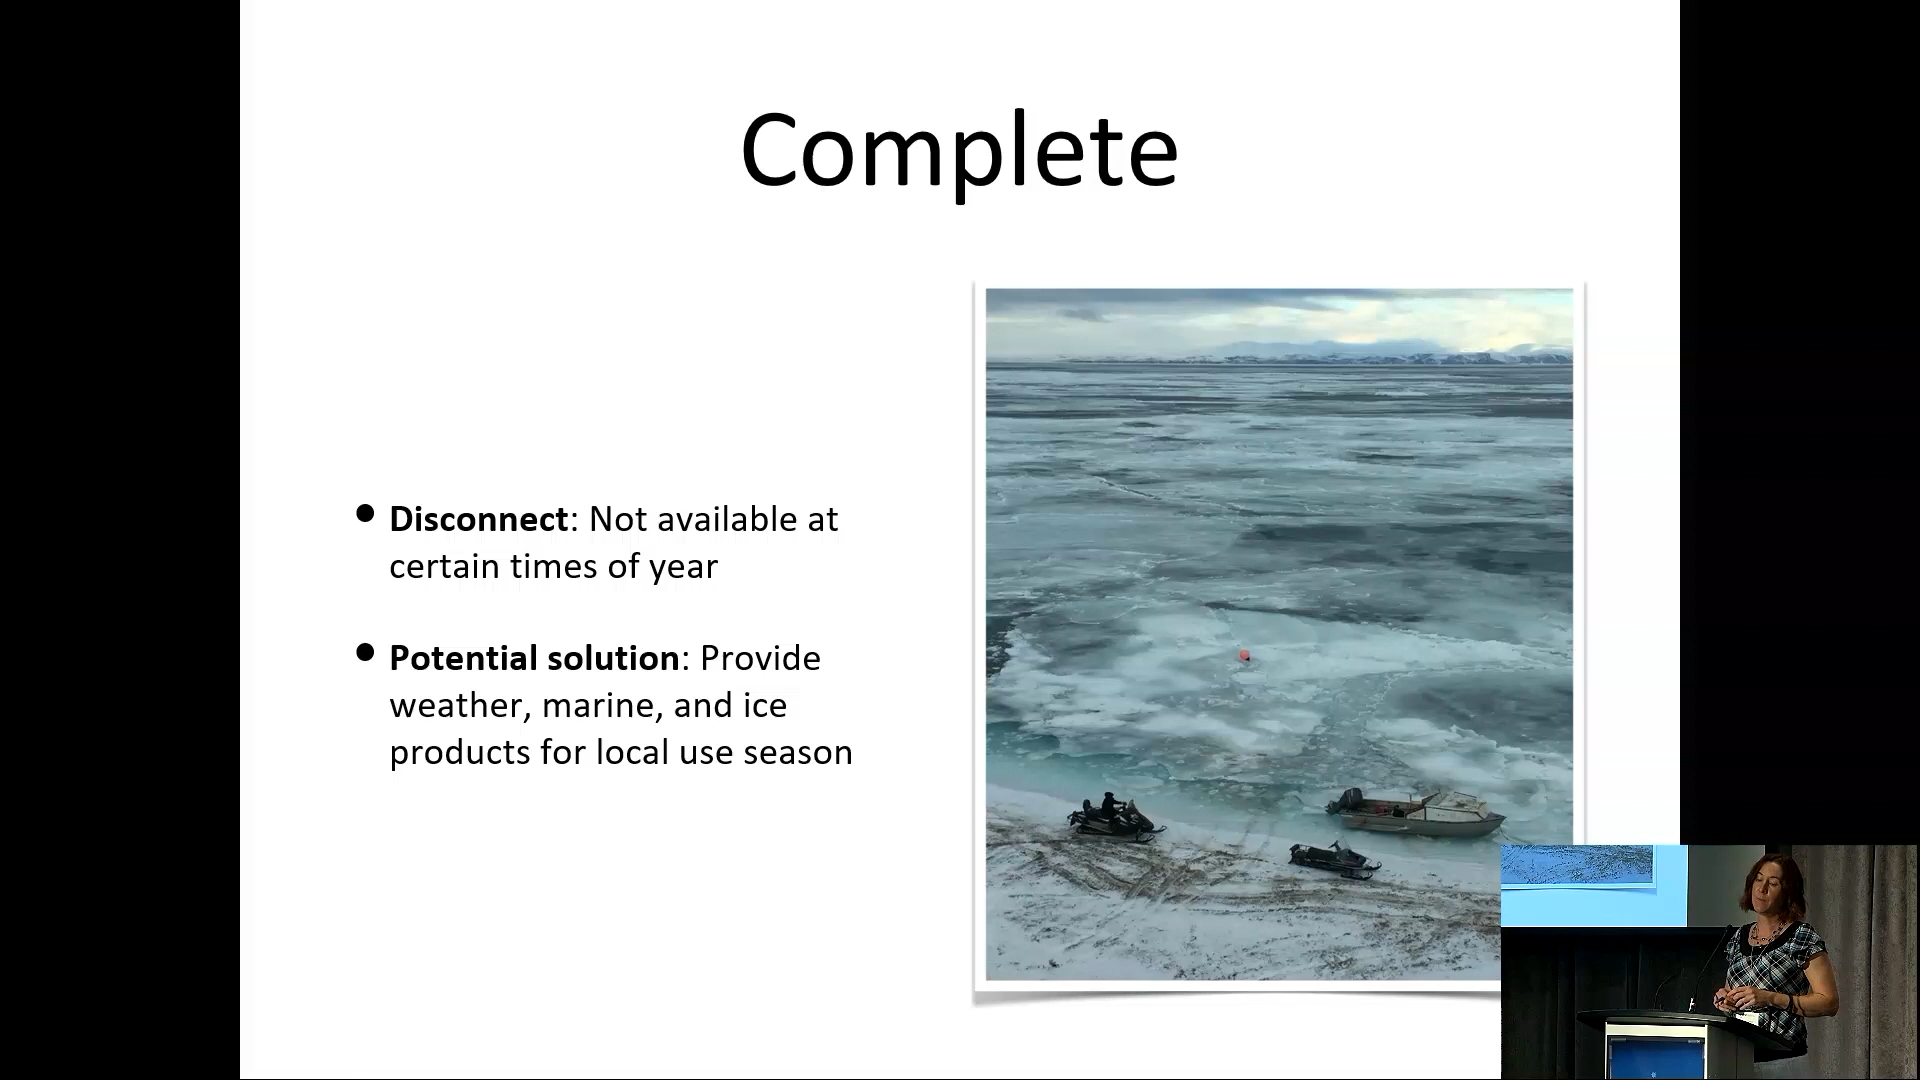 Complete
• Disconnect: Not available at
certain times of year
• Potential solution: Provide
weather, marine, and ice
products for local use season